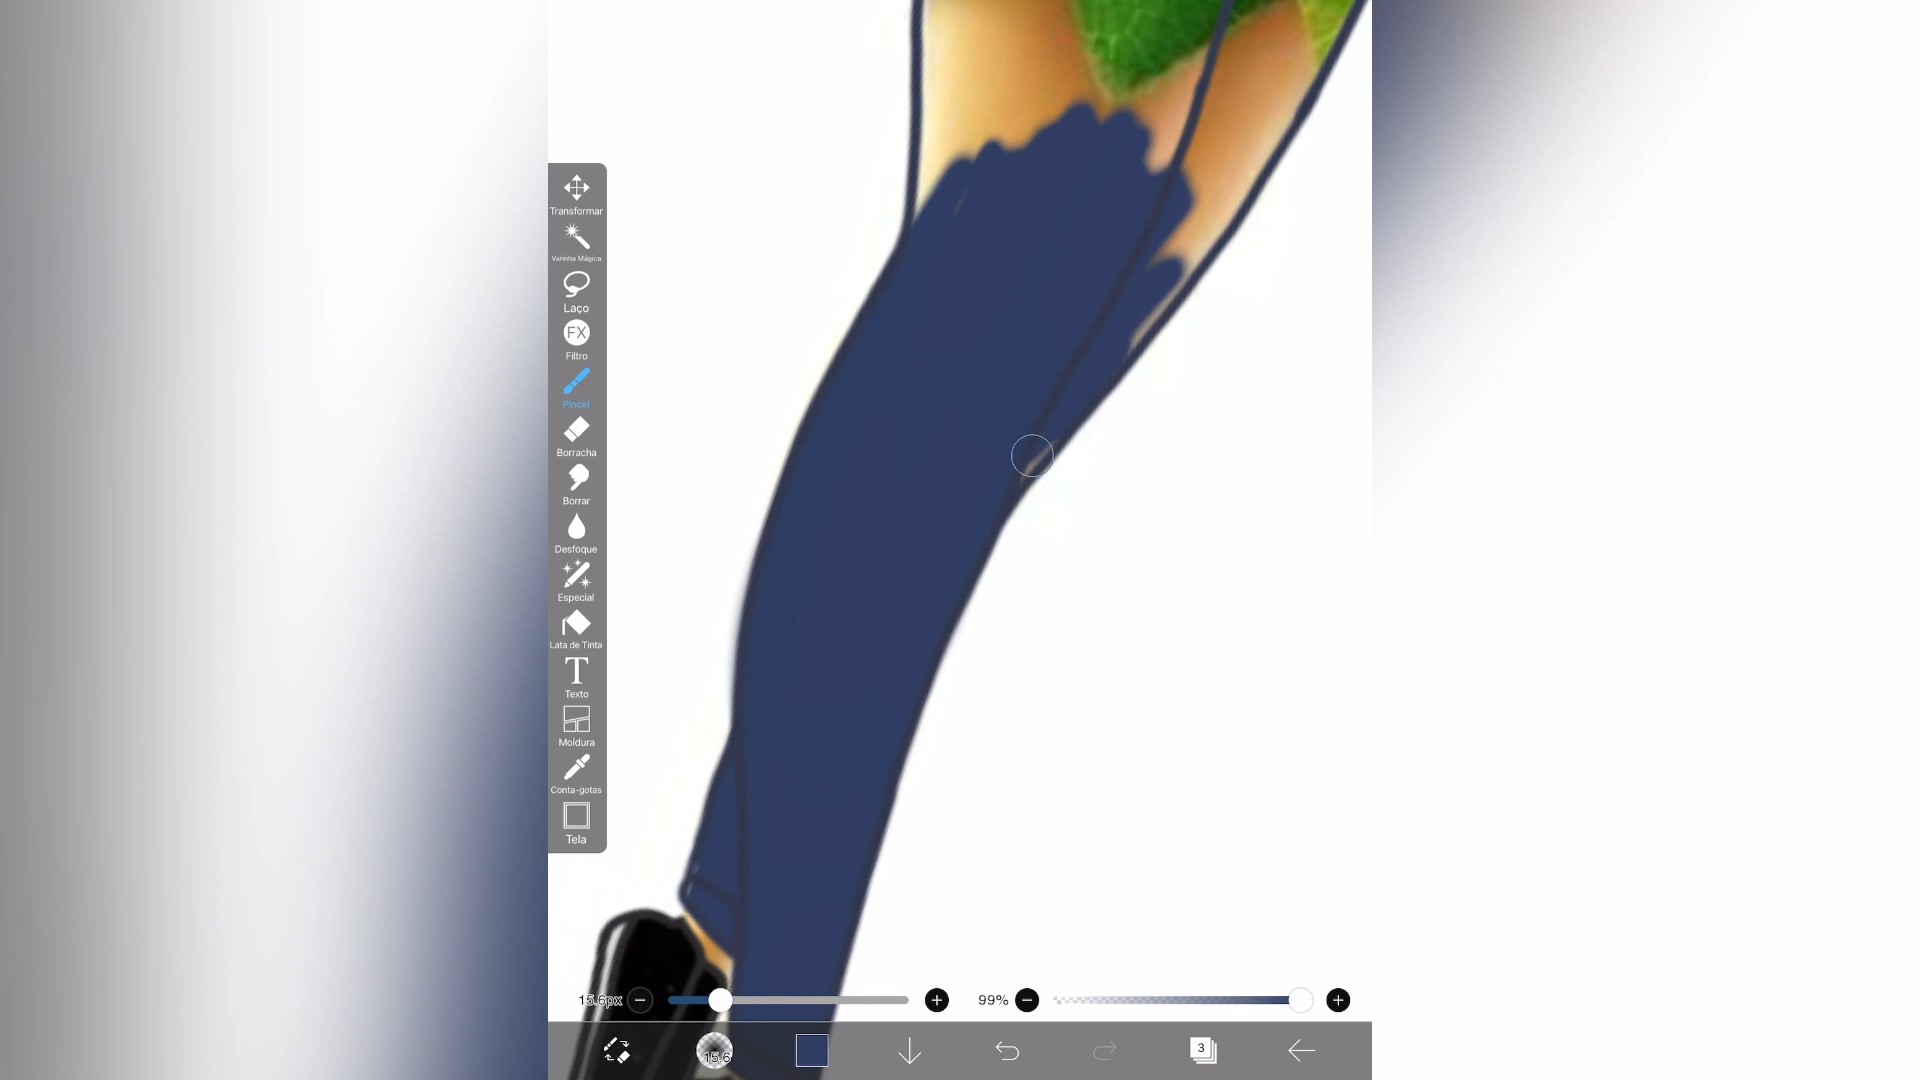 Transformar
Varinha Mágica
Laço
FX
Filtro
Pincel
Borracha
Borrar
Desfoque
Especial
Lata de Tinta
T
Texto
Moldura
Conta-gotas
Tela
15.6px
99%
15.6
3